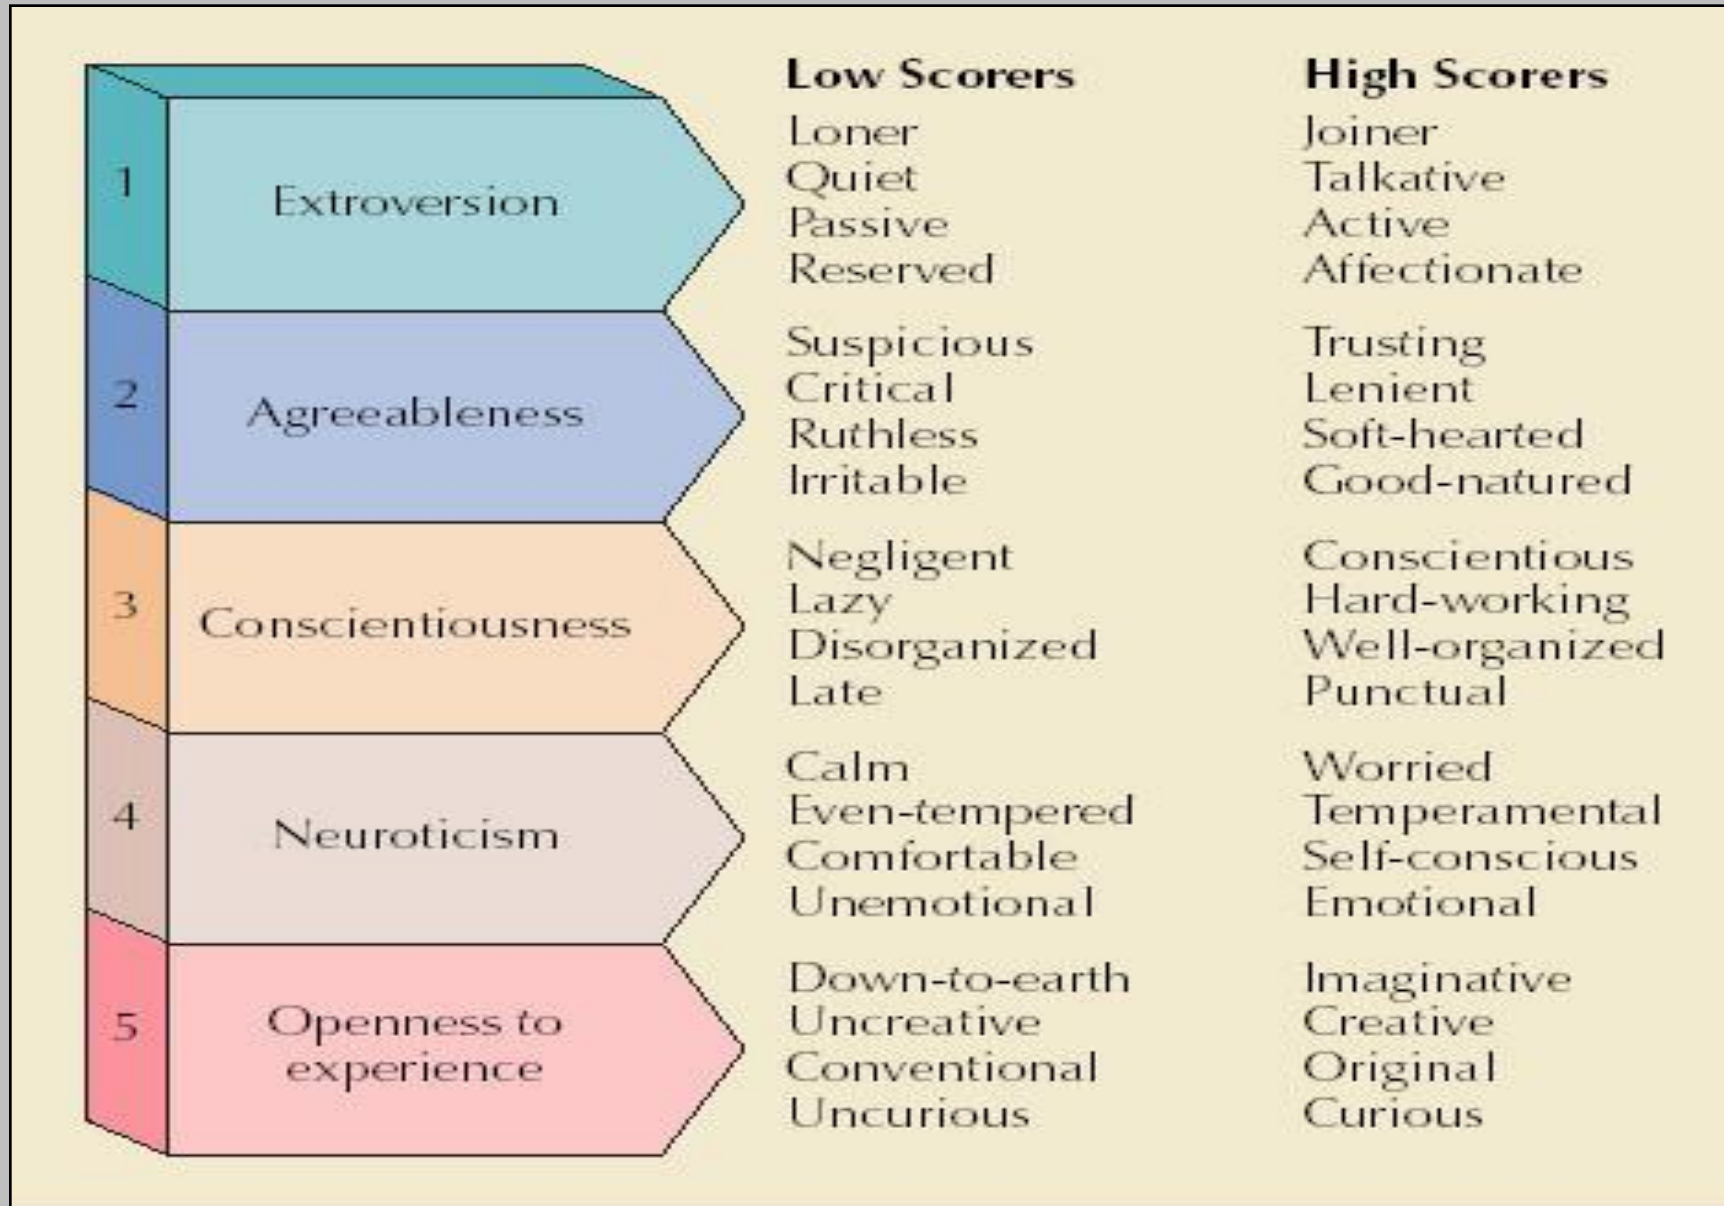 Low Scorers
High Scorers
1
Extroversion
Loner
Quiet
Passive
Reserved
Joiner
Talkative
Active
Affectionate
2
Agreeableness
Suspicious
Critical
Ruthless
Irritable
Trusting
Lenient
Soft-hearted
Good-natured
3
Conscientiousness
Negligent
Lazy
Disorganized
Late
Conscientious
Hard-working
Well-organized
Punctual
4
Neuroticism
Calm
Even-tempered
Comfortable
Unemotional
Worried
Temperamental
Self-conscious
Emotional
5
Openness to
experience
Down-to-earth
Uncreative
Conventional
Uncurious
Imaginative
Creative
Original
Curious